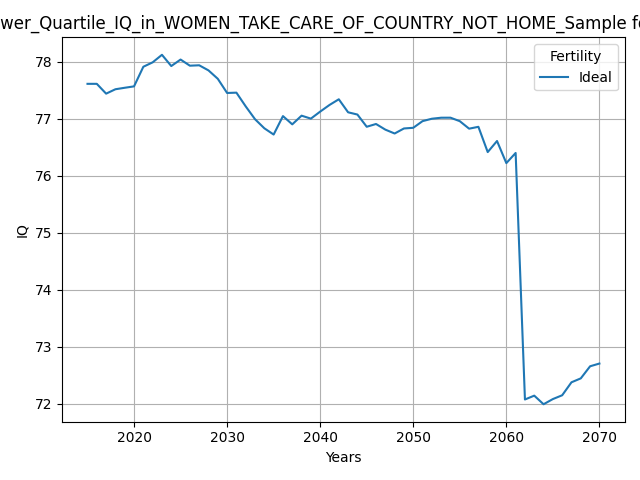 wer_Quartile_IQ_in_WOMEN_TAKE_CARE_OF_COUNTRY_NOT_HOME_Sample fo
Fertility
Ideal
78
77
76
75
74
73
72
IQ
2020
2030
2040
2050
2060
2070
Years